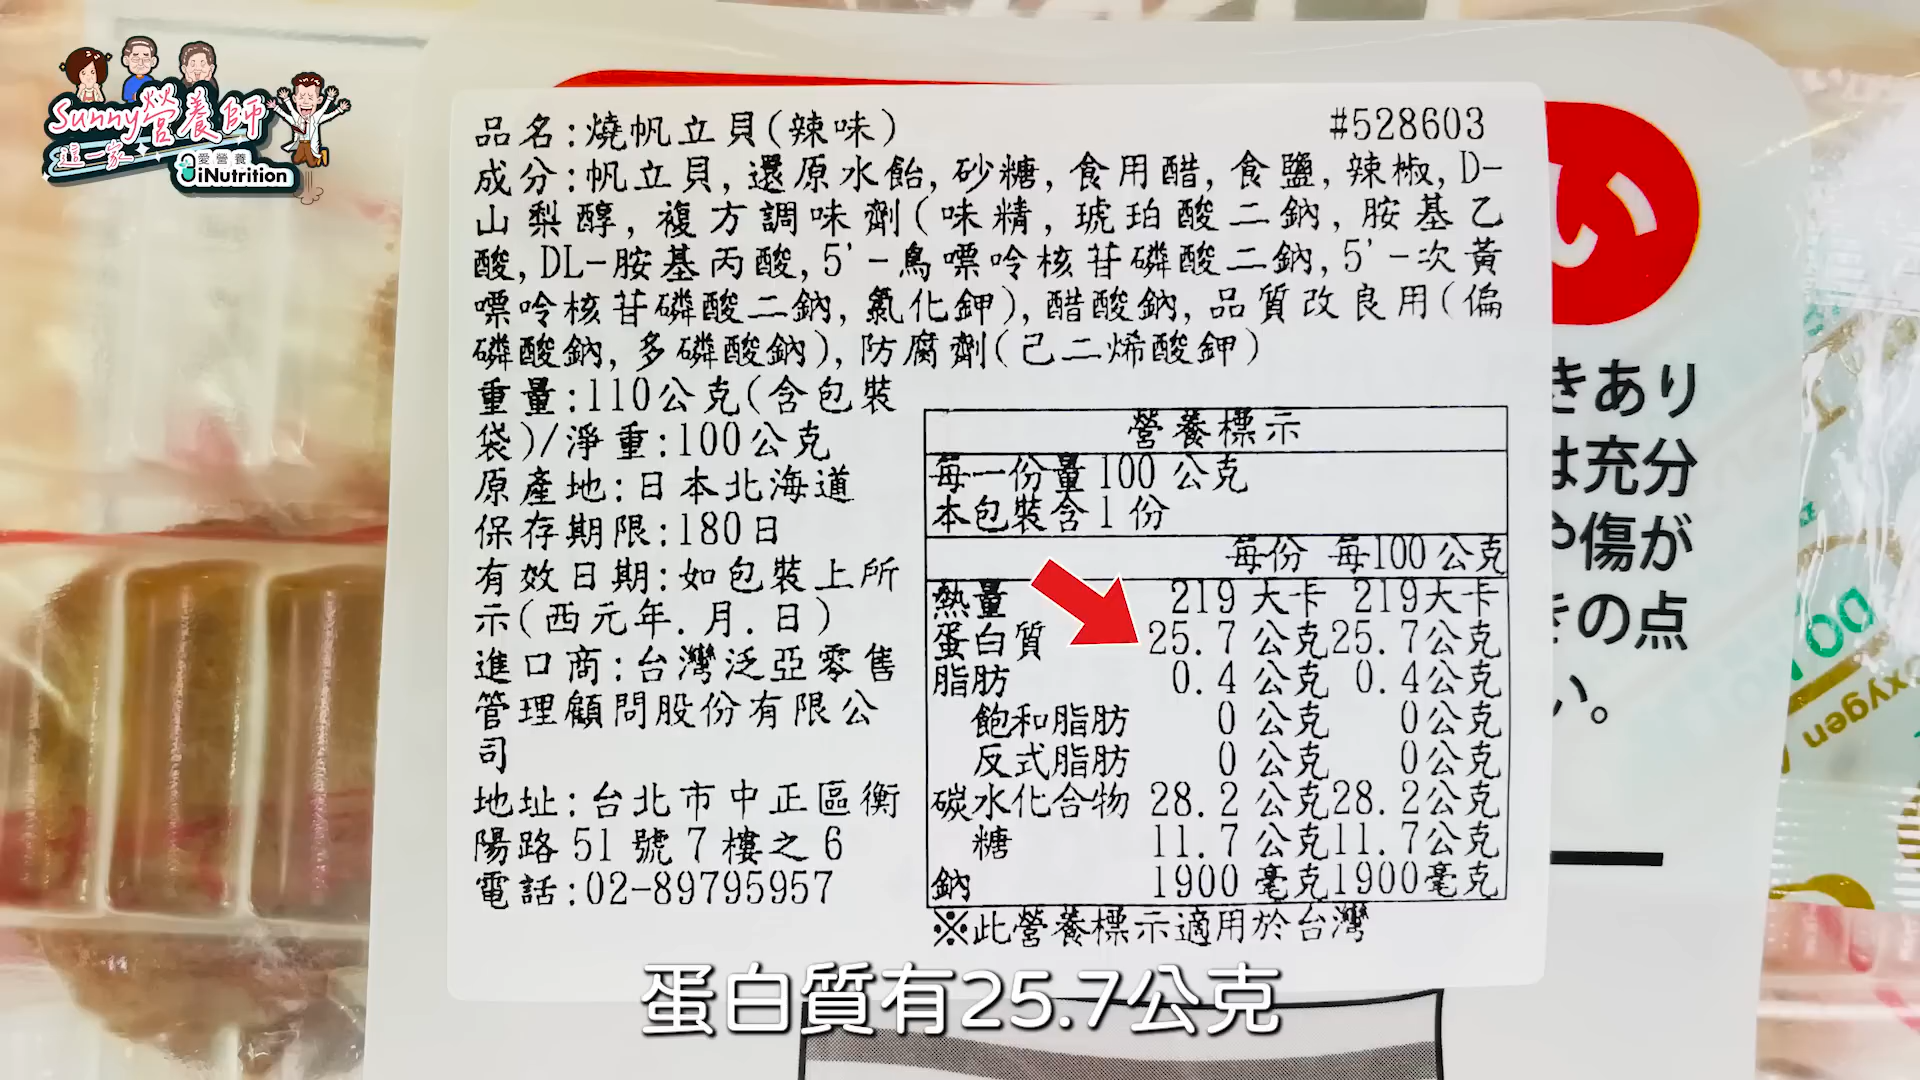 Sunny營養師
這一家
愛營養
iNutrition
品名:燒帆立貝(辣味)
#528603
成分:帆立貝,還原水飴,砂糖,食用醋,食鹽,辣椒,D-
山梨醇,複方調味劑(味精,琥珀酸二鈉,胺基乙
酸,DL-胺基丙酸,5'-鳥嘌呤核苷磷酸二鈉,5'-次黃
嘌呤核苷磷酸二鈉,氯化鉀),醋酸鈉,品質改良用(偏
磷酸鈉,多磷酸鈉),防腐劑(己二烯酸鉀)
重量:110公克(含包裝
袋)/淨重:100公克
原產地:日本北海道
保存期限:180日
有效日期:如包裝上所
示(西元年.月.日)
進口商:台灣泛亞零售
管理顧問股份有限公
司
地址:台北市中正區衡
陽路51號7樓之6
電話:02-89795957
營養標示
每一份量100公克
本包裝含1份
每份 每100公克
熱量 219大卡 219大卡
蛋白質 25.7公克 25.7公克
脂肪 0.4公克 0.4公克
飽和脂肪 0公克 0公克
反式脂肪 0公克 0公克
碳水化合物 28.2公克 28.2公克
糖 11.7公克 11.7公克
鈉 1900毫克 1900毫克
※此營養標示適用於台灣
い
きあり
は充分
や傷が
きの点
い。
蛋白質有25.7公克